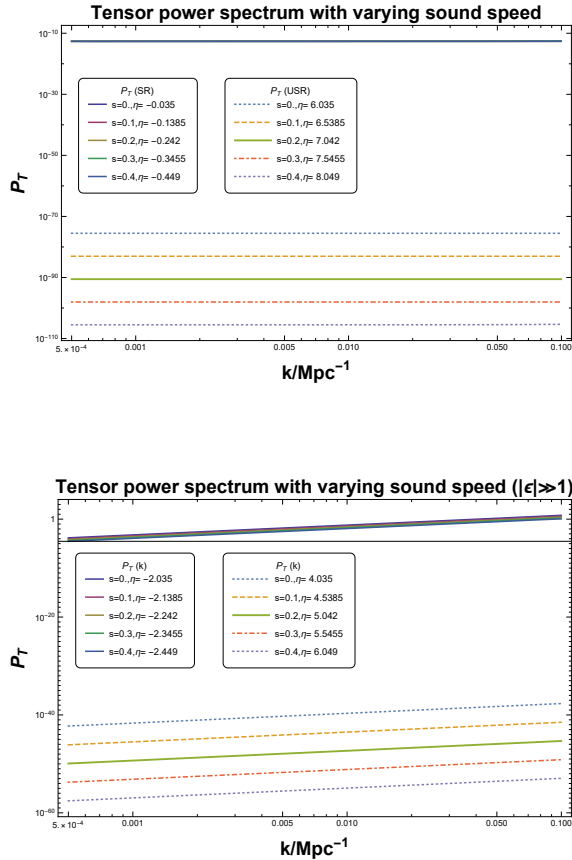 Tensor power spectrum with varying sound speed
10⁻¹⁰
10⁻³⁰
10⁻⁵⁰
10⁻⁷⁰
10⁻⁹⁰
10⁻¹¹⁰
P_T
P_T (SR)
s=0.,η= −0.035
s=0.1,η= −0.1385
s=0.2,η= −0.242
s=0.3,η= −0.3455
s=0.4,η= −0.449
P_T (USR)
s=0.,η= 6.035
s=0.1,η= 6.5385
s=0.2,η= 7.042
s=0.3,η= 7.5455
s=0.4,η= 8.049
5.×10⁻⁴ 0.001 0.005 0.010 0.050 0.100
k/Mpc⁻¹
Tensor power spectrum with varying sound speed (|ϵ|≫1)
1
10⁻²⁰
10⁻⁴⁰
10⁻⁶⁰
P_T
P_T (k)
s=0.,η= −2.035
s=0.1,η= −2.1385
s=0.2,η= −2.242
s=0.3,η= −2.3455
s=0.4,η= −2.449
P_T (k)
s=0.,η= 4.035
s=0.1,η= 4.5385
s=0.2,η= 5.042
s=0.3,η= 5.5455
s=0.4,η= 6.049
5.×10⁻⁴ 0.001 0.005 0.010 0.050 0.100
k/Mpc⁻¹